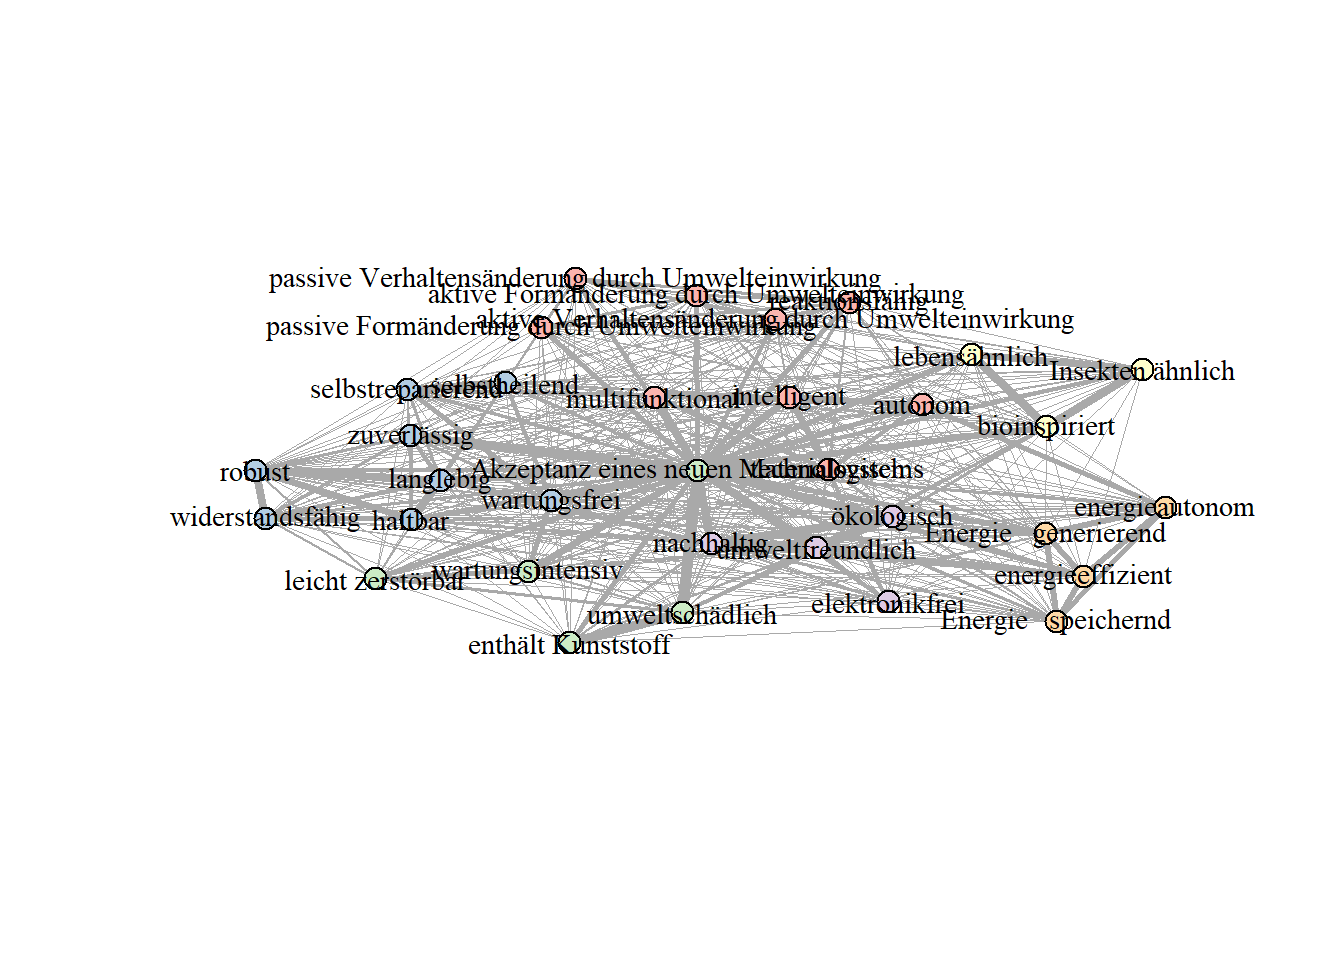 passive Verhaltensänderung durch Umwelteinwirkung
aktive Formänderung durch Umwelteinwirkung
reaktionsfähig
aktive Verhaltensänderung durch Umwelteinwirkung
passive Formänderung durch Umwelteinwirkung
lebensähnlich
Insekten ähnlich
selbstreparierend
selbstheilend
multifunktional
intelligent
autonom
bioinspiriert
zuverlässig
robust
langlebig
Akzeptanz eines neuen Materialsystems
technologisch
wartungsfrei
widerstandsfähig
haltbar
ökologisch
energieautonom
Energie generierend
nachhaltig
umweltfreundlich
leicht zerstörbar
wartungsintensiv
energieeffizient
umweltschädlich
elektronikfrei
Energie speichernd
enthält Kunststoff